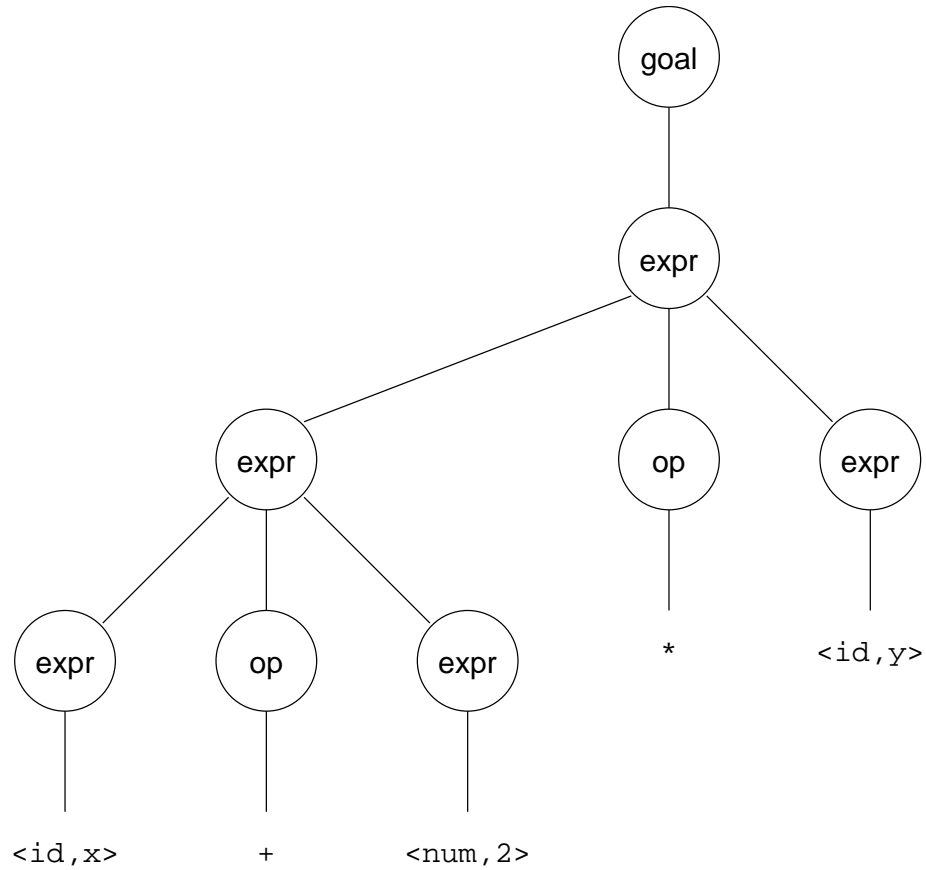 goal
expr
expr op expr
expr op expr * <id,y>
<id,x> + <num,2>